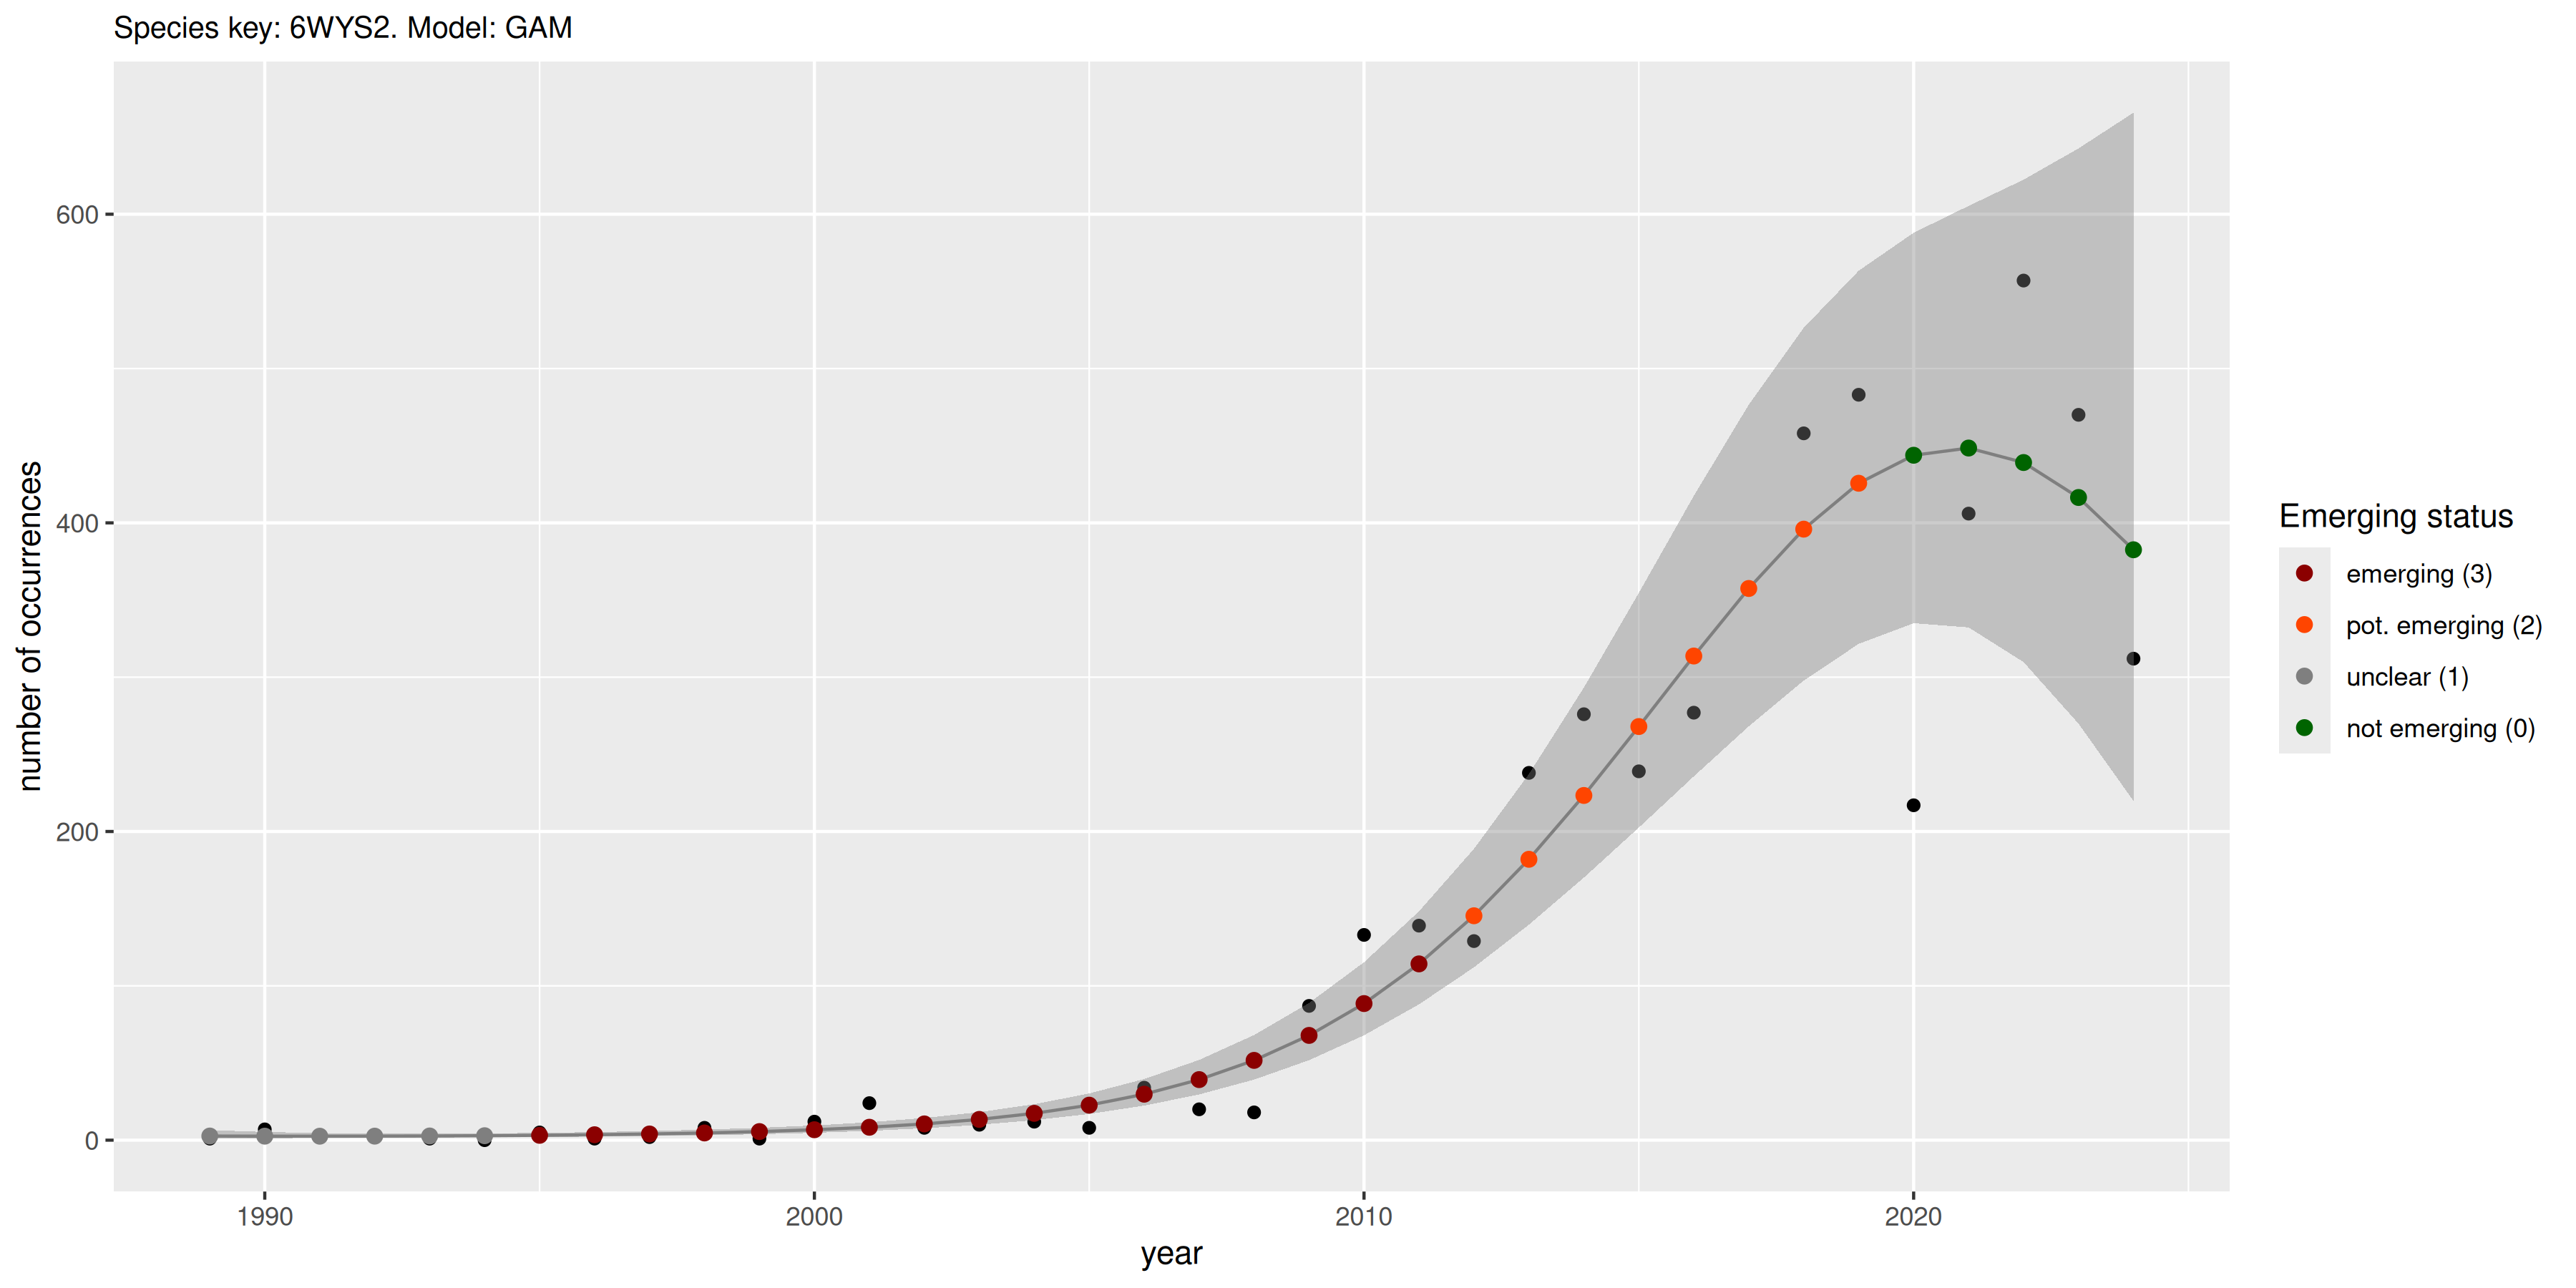 Species key: 6WYS2. Model: GAM
number of occurrences
600
400
200
0
1990
2000
2010
2020
year
Emerging status
emerging (3)
pot. emerging (2)
unclear (1)
not emerging (0)